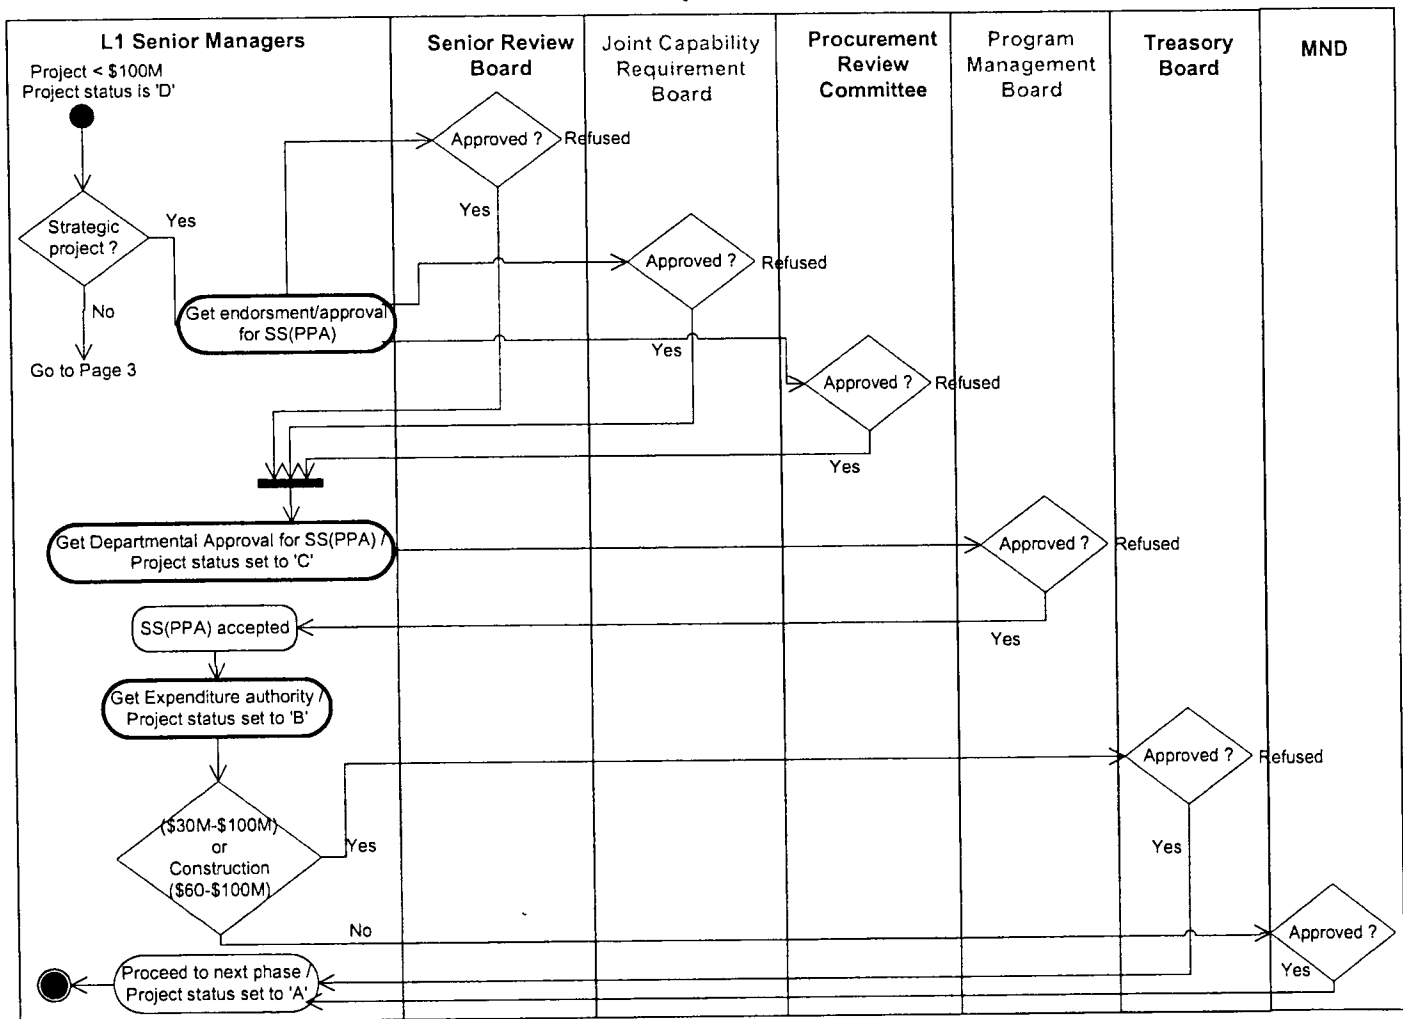 L1 Senior Managers
Senior Review
Board
Joint Capability
Requirement
Board
Procurement
Review
Committee
Program
Management
Board
Treasury
Board
MND
Project < $100M
Project status is 'D'
Approved ?
Refused
Yes
Strategic
project ?
Yes
No
Go to Page 3
Get endorsment/approval
for SS(PPA)
Approved ?
Refused
Yes
Approved ?
Refused
Yes
Get Departmental Approval for SS(PPA) /
Project status set to 'C'
Approved ?
Refused
Yes
SS(PPA) accepted
Get Expenditure authority /
Project status set to 'B'
Approved ?
Refused
Yes
($30M-$100M)
or
Construction
($60-$100M)
Yes
No
Approved ?
Yes
Proceed to next phase /
Project status set to 'A'